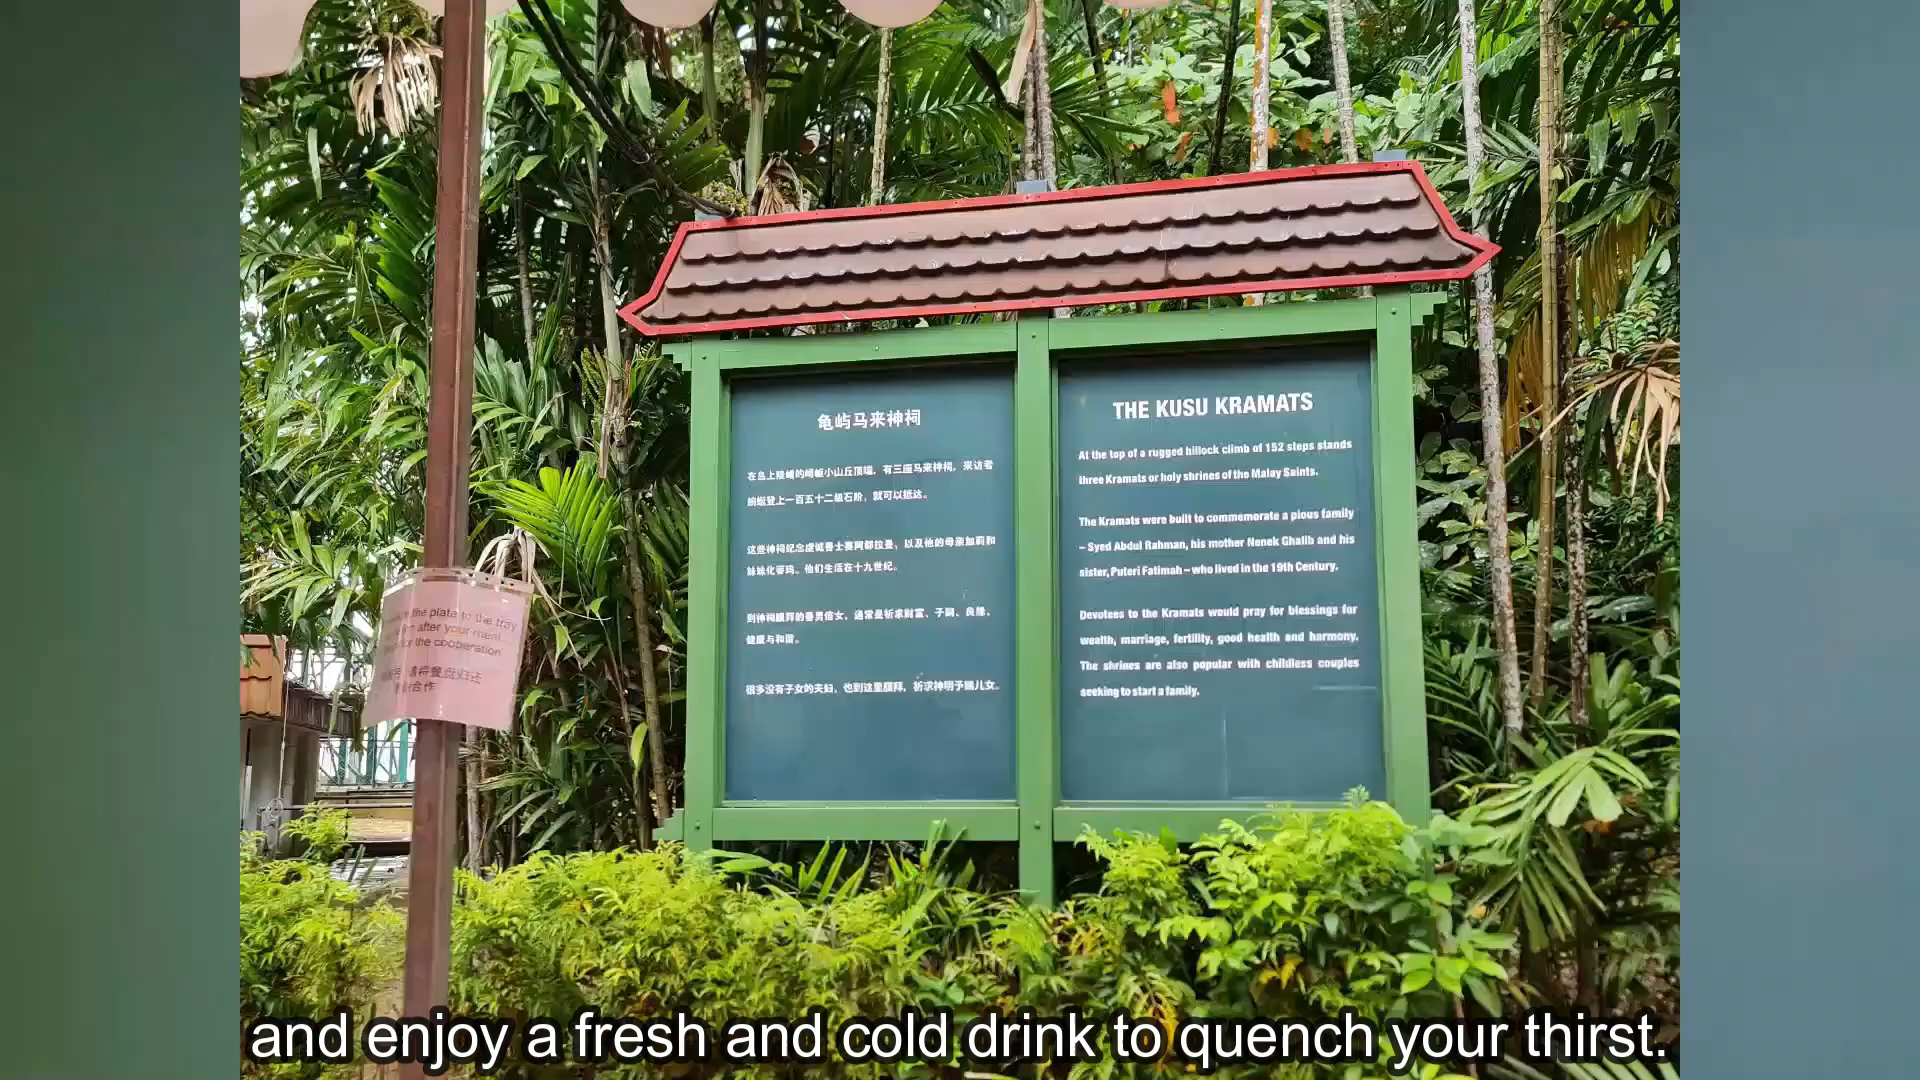 龟屿马来神祠
在岛上陡峭的崎岖小山丘顶端，有三座马来神祠，来访者
登上一百五十二级石阶，就可以抵达。
这些神祠纪念虔诚善士赛阿都拉曼、以及他的母亲加莉和
妹妹化蒂玛。他们生活在十九世纪。
到神祠膜拜的善男信女、通常是祈求财富、子嗣、良缘、
健康与和谐。
很多没有子女的夫妇、也到这里膜拜，祈求神明予赐儿女。
THE KUSU KRAMATS
At the top of a rugged hillock climb of 152 steps stands
three Kramats or holy shrines of the Malay Saints.
The Kramats were built to commemorate a pious family
– Syed Abdul Rahman, his mother Nenek Ghalib and his
sister, Puteri Fatimah – who lived in the 19th Century.
Devotees to the Kramats would pray for blessings for
wealth, marriage, fertility, good health and harmony.
The shrines are also popular with childless couples
seeking to start a family.
the plate to the tray
after your meal.
the cooperation
请将餐盘归还
合作
and enjoy a fresh and cold drink to quench your thirst.